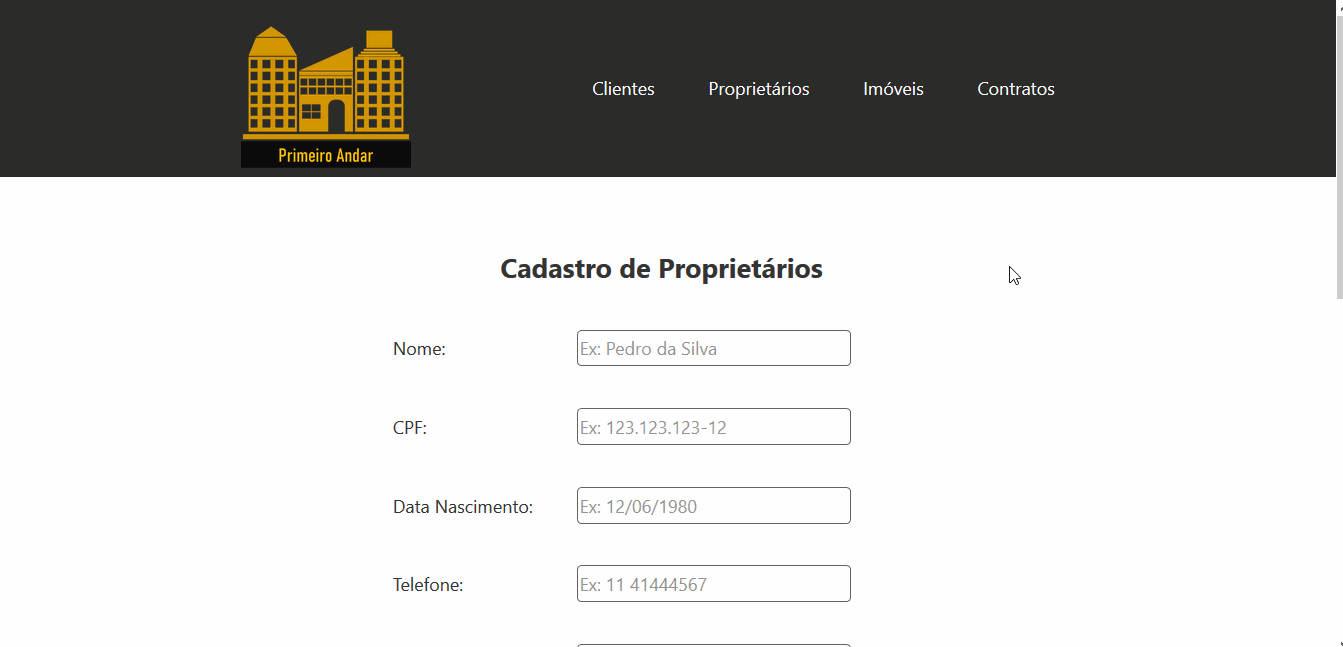 Clientes Proprietários Imóveis Contratos
Primeiro Andar
Cadastro de Proprietários
Nome: Ex: Pedro da Silva
CPF: Ex: 123.123.123-12
Data Nascimento: Ex: 12/06/1980
Telefone: Ex: 11 41444567